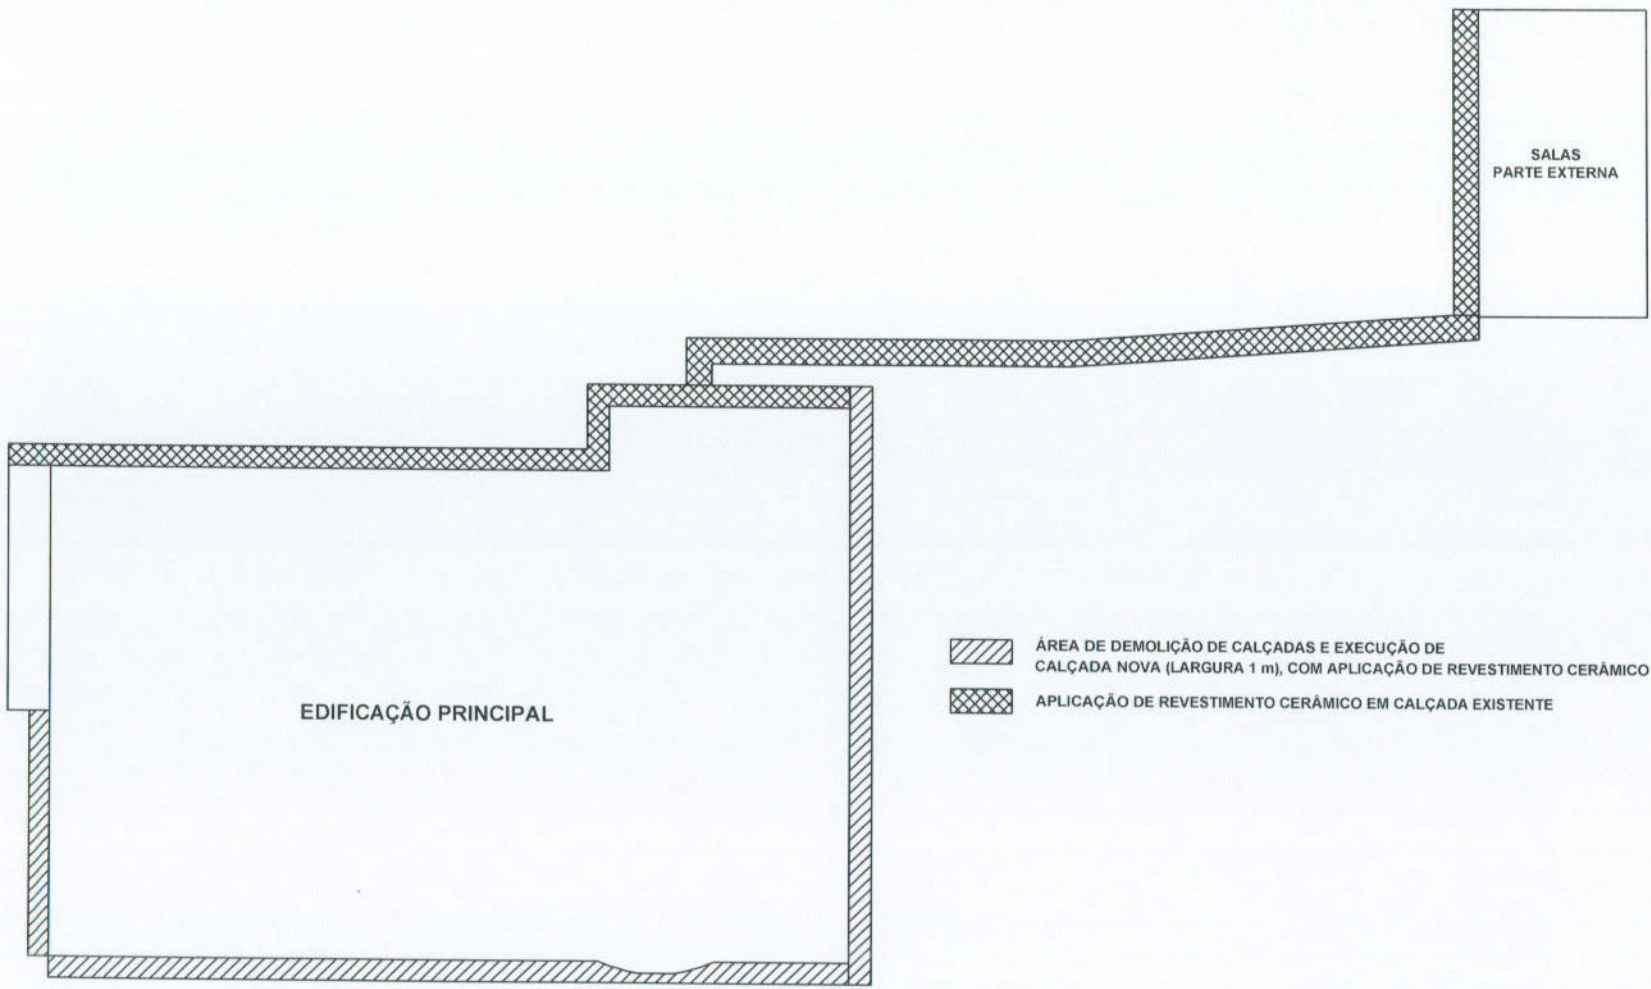 SALAS
PARTE EXTERNA
ÁREA DE DEMOLIÇÃO DE CALÇADAS E EXECUÇÃO DE
CALÇADA NOVA (LARGURA 1 m), COM APLICAÇÃO DE REVESTIMENTO CERÂMICO
APLICAÇÃO DE REVESTIMENTO CERÂMICO EM CALÇADA EXISTENTE
EDIFICAÇÃO PRINCIPAL